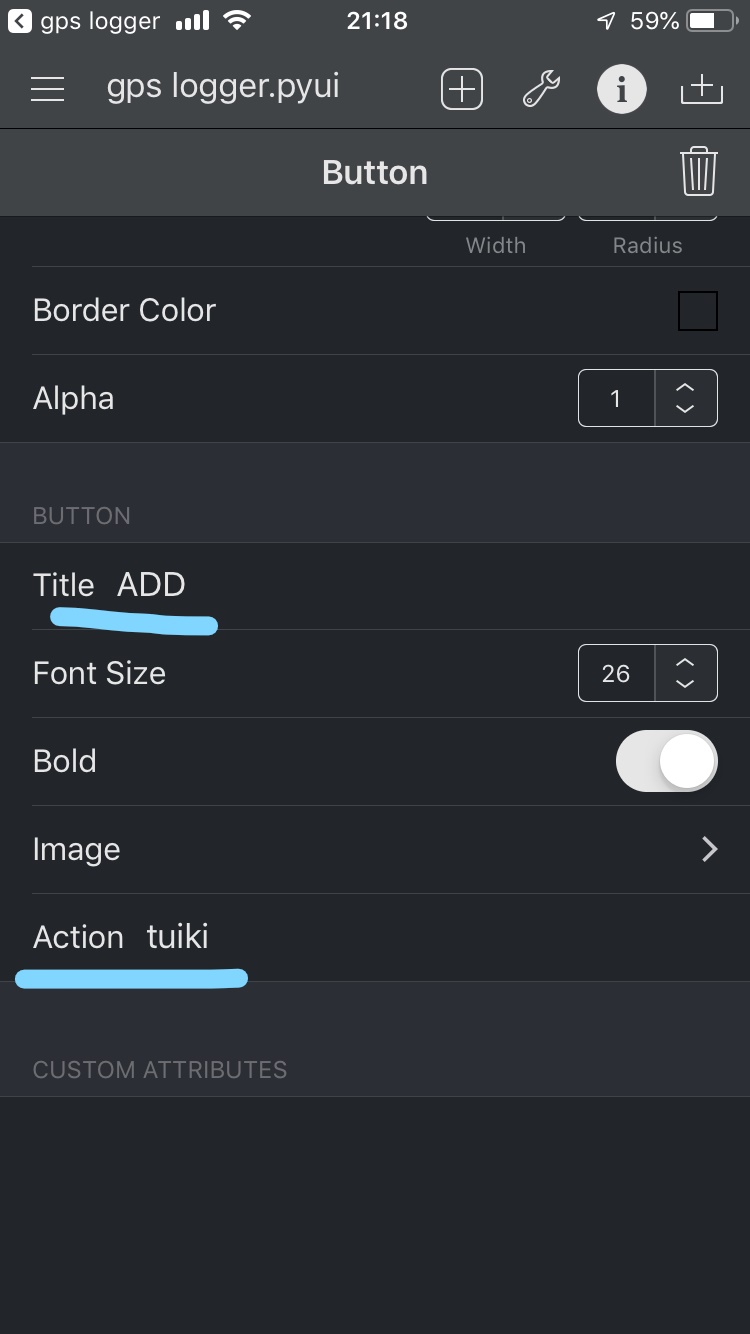 gps logger 21:18 59%
gps logger.pyui
Button
Width Radius
Border Color
Alpha 1
BUTTON
Title ADD
Font Size 26
Bold
Image
Action tuiki
CUSTOM ATTRIBUTES